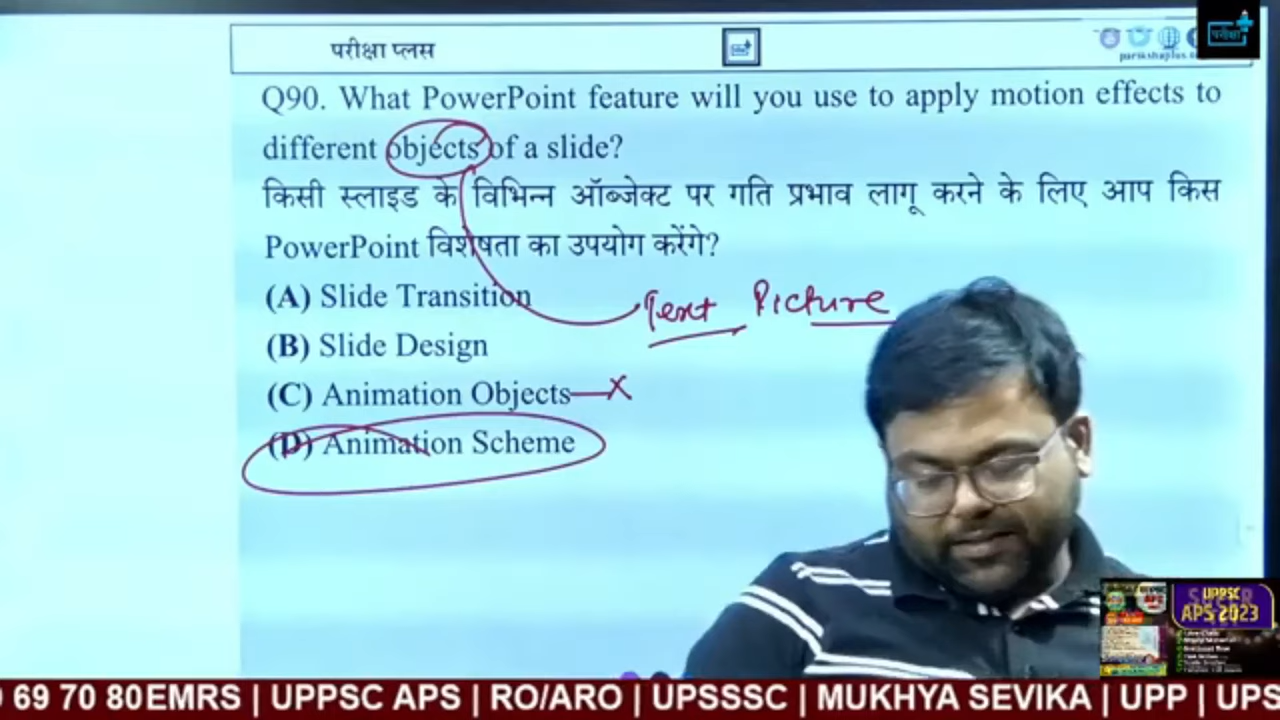 परीक्षा प्लस
Q90. What PowerPoint feature will you use to apply motion effects to
different objects of a slide?
किसी स्लाइड के विभिन्न ऑब्जेक्ट पर गति प्रभाव लागू करने के लिए आप किस
PowerPoint विशेषता का उपयोग करेंगे?
(A) Slide Transition
Text Picture
(B) Slide Design
(C) Animation Objects X
(D) Animation Scheme
UPPSC
APS 2023
69 70 80EMRS | UPPSC APS | RO/ARO | UPSSSC | MUKHYA SEVIKA | UPP | UPS